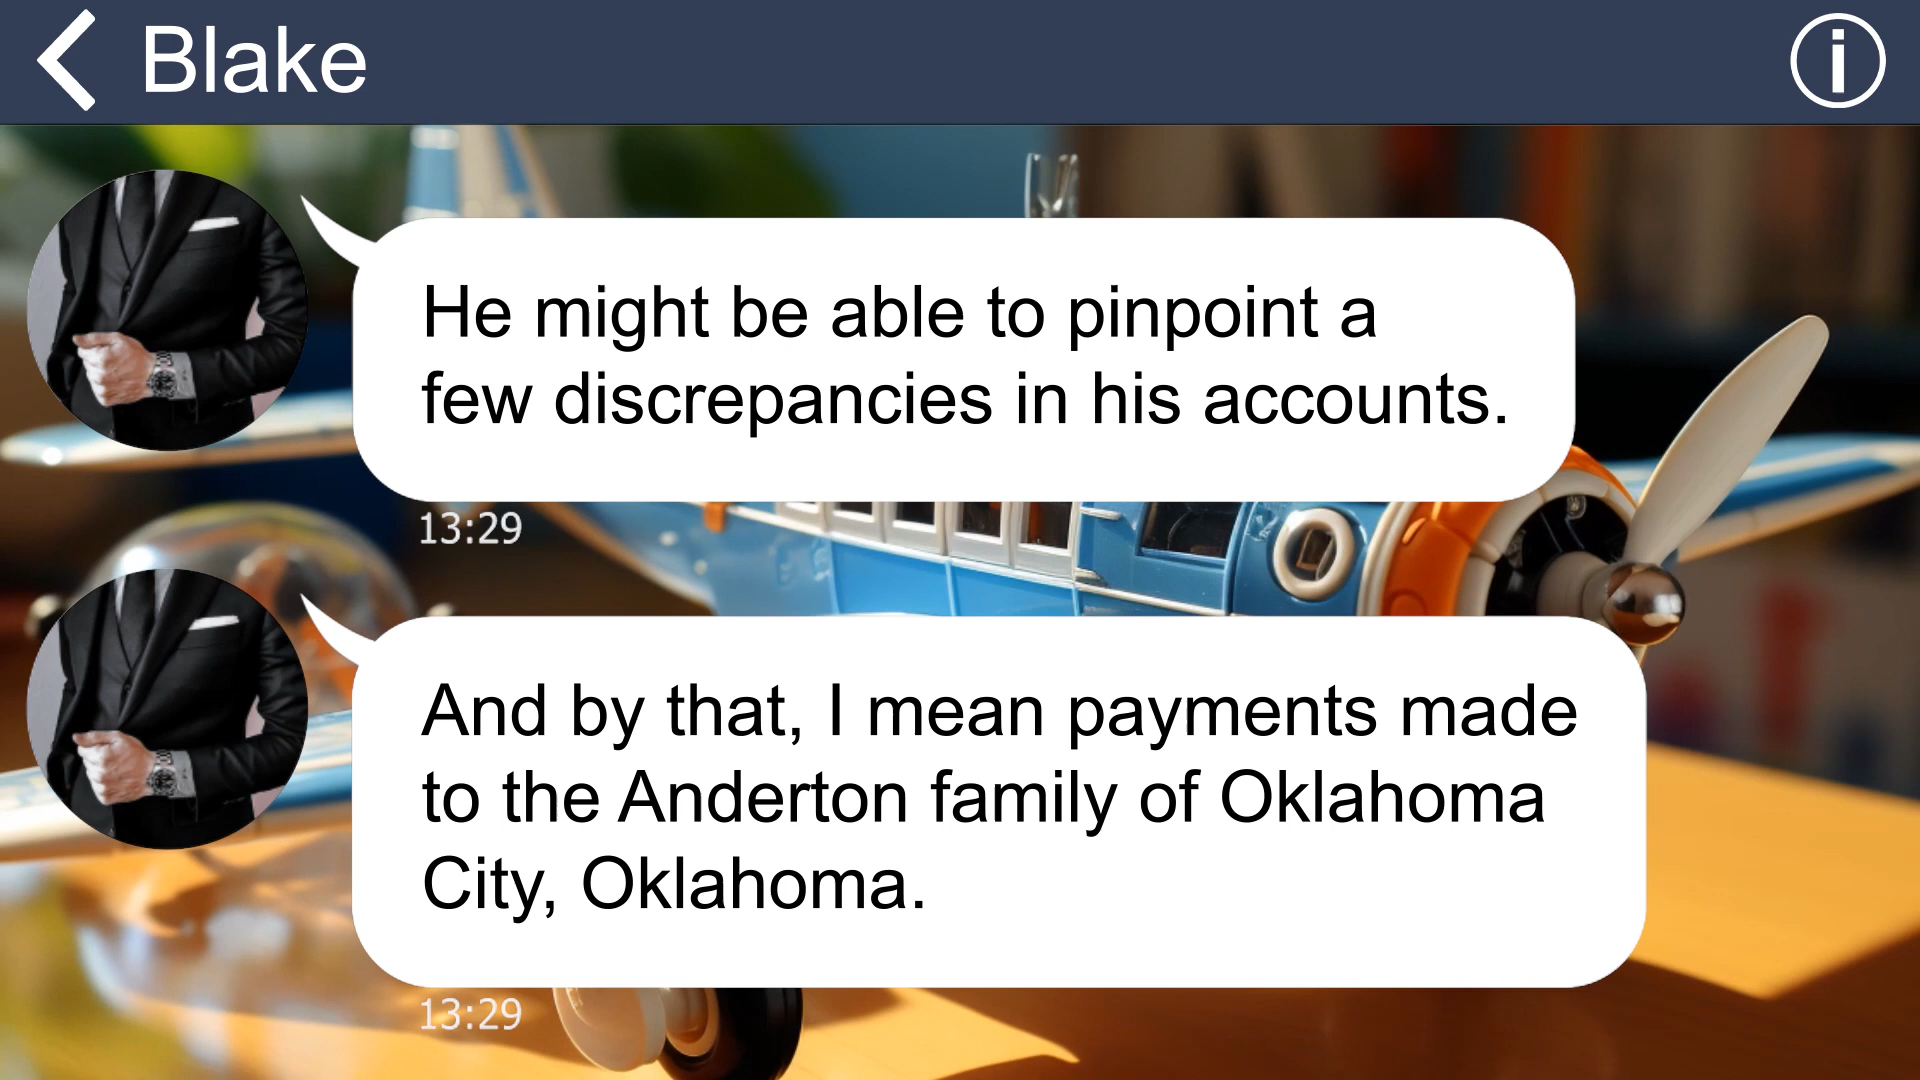 Blake
He might be able to pinpoint a
few discrepancies in his accounts.
13:29
And by that, I mean payments made
to the Anderton family of Oklahoma
City, Oklahoma.
13:29